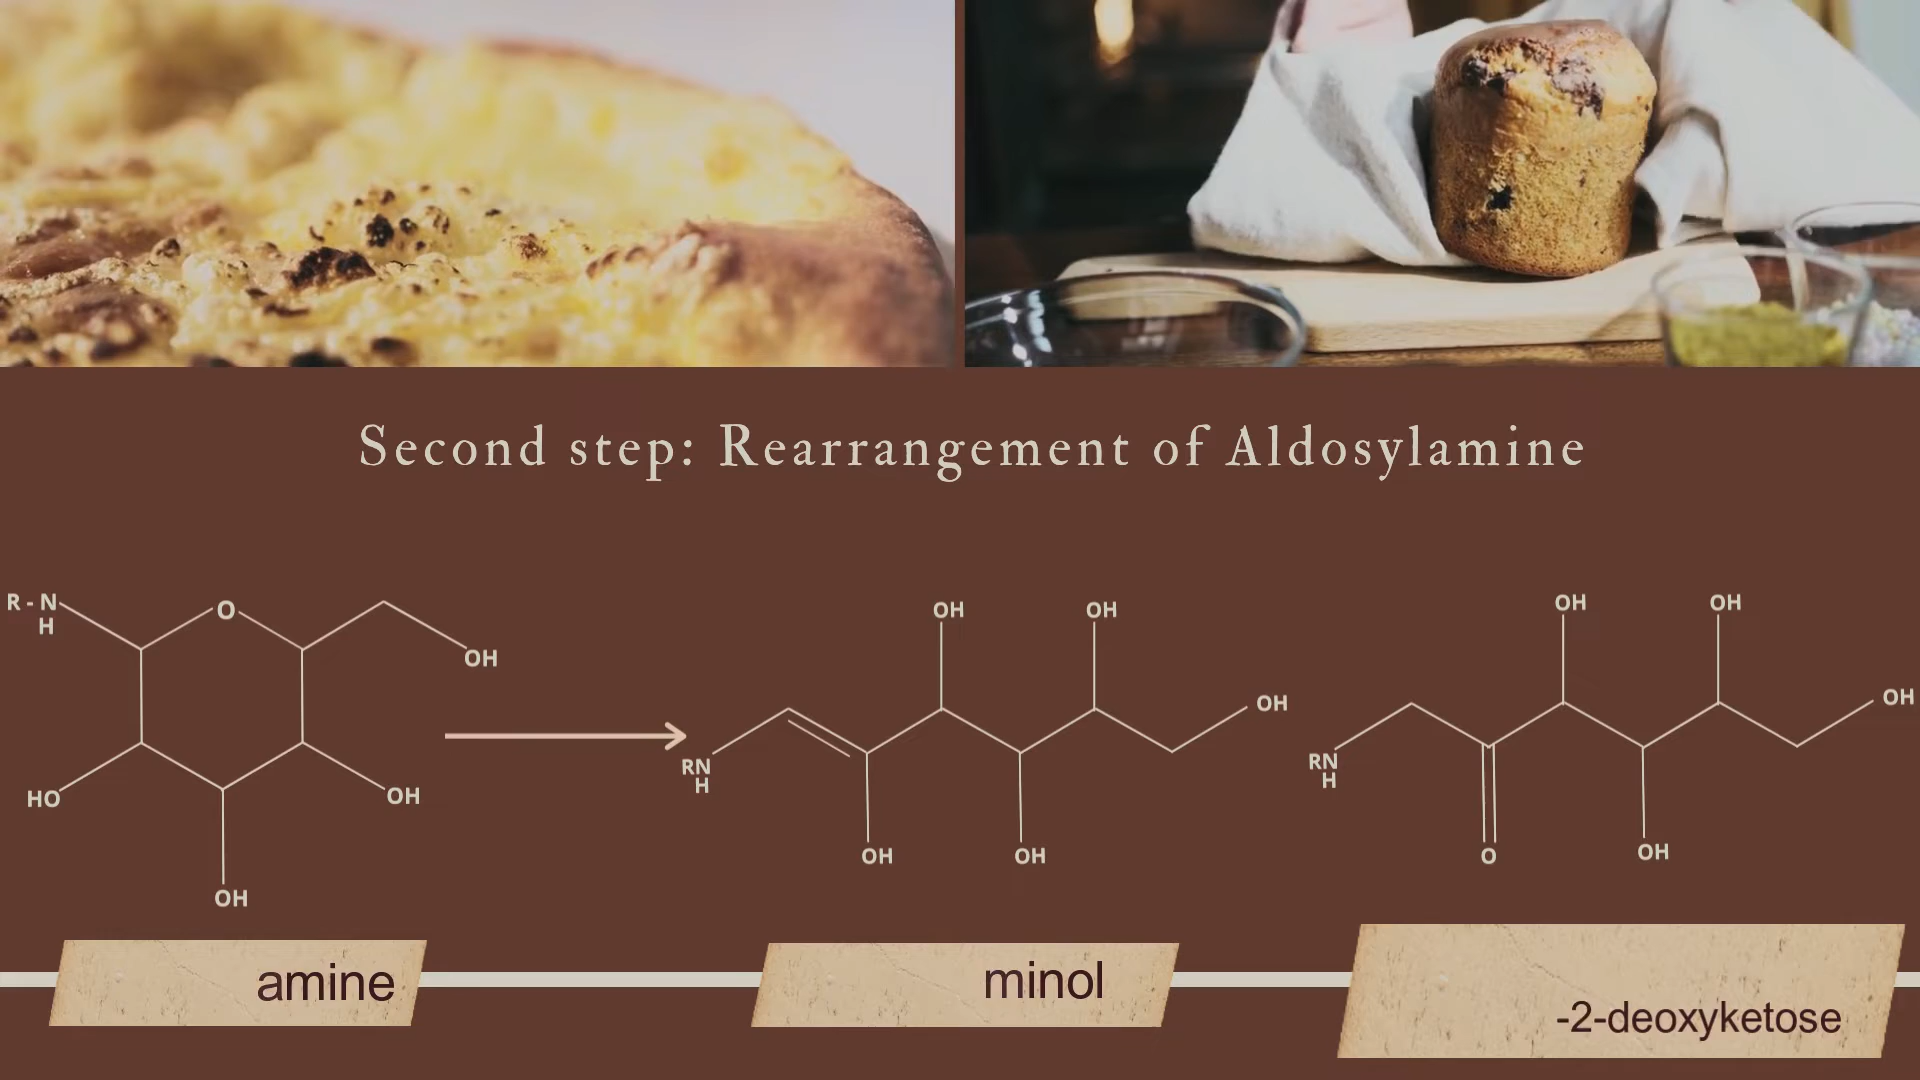 Second step: Rearrangement of Aldosylamine
R - N
H
O
OH
HO
OH
OH
OH
OH
OH
RN
H
OH
OH
OH
OH
OH
RN
H
O
OH
amine
minol
-2-deoxyketose